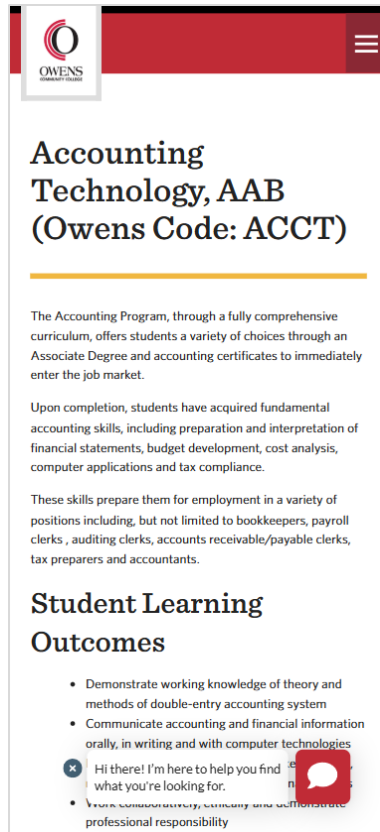 OWENS
COMMUNITY COLLEGE
Accounting
Technology, AAB
(Owens Code: ACCT)
The Accounting Program, through a fully comprehensive
curriculum, offers students a variety of choices through an
Associate Degree and accounting certificates to immediately
enter the job market.
Upon completion, students have acquired fundamental
accounting skills, including preparation and interpretation of
financial statements, budget development, cost analysis,
computer applications and tax compliance.
These skills prepare them for employment in a variety of
positions including, but not limited to bookkeepers, payroll
clerks , auditing clerks, accounts receivable/payable clerks,
tax preparers and accountants.
Student Learning
Outcomes
• Demonstrate working knowledge of theory and
methods of double-entry accounting system
• Communicate accounting and financial information
orally, in writing and with computer technologies
Hi there! I'm here to help you find
what you're looking for.
• Work collaboratively, ethically and demonstrate
professional responsibility